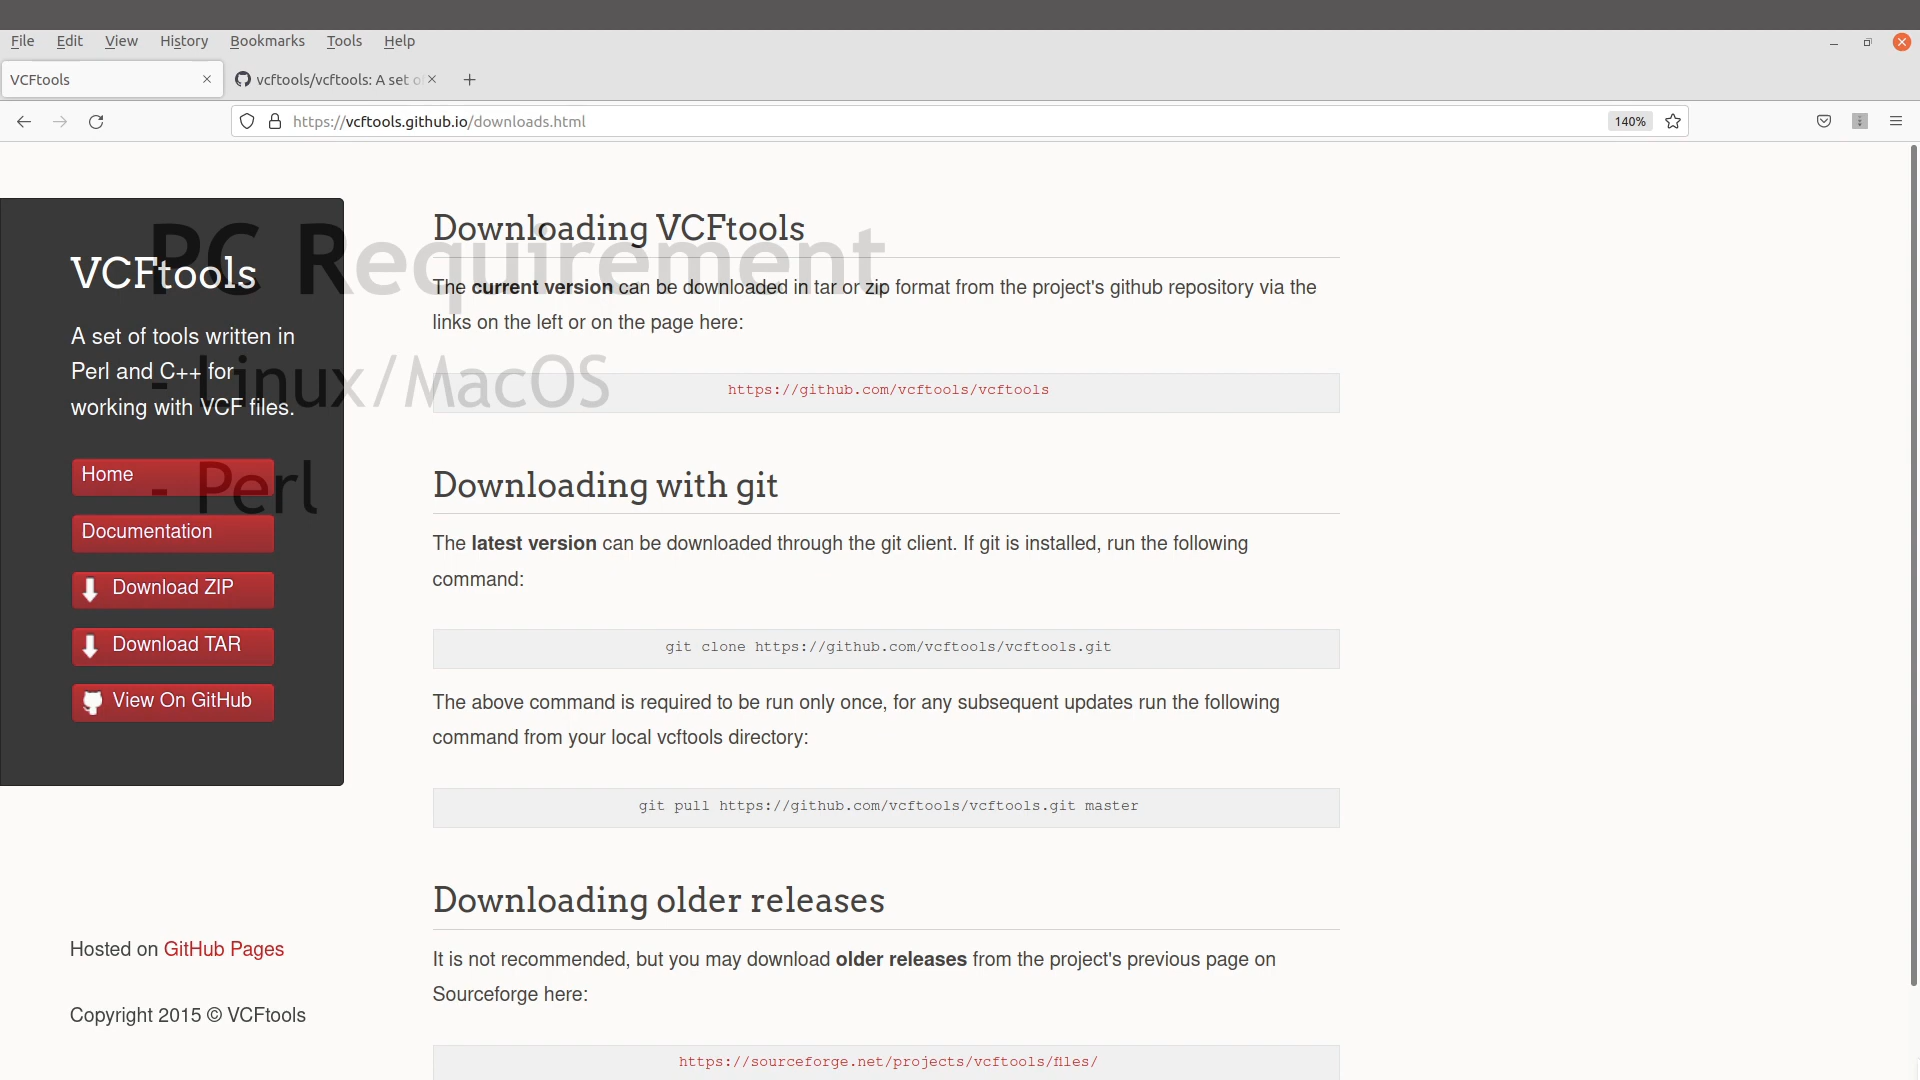 File Edit View History Bookmarks Tools Help
VCFtools
vcftools/vcftools: A set o
https://vcftools.github.io/downloads.html
140%
PC Requirement
- Linux/MacOS
- Perl
VCFtools
A set of tools written in
Perl and C++ for
working with VCF files.
Home
Documentation
Download ZIP
Download TAR
View On GitHub
Hosted on GitHub Pages
Copyright 2015 © VCFtools
Downloading VCFtools
The current version can be downloaded in tar or zip format from the project's github repository via the
links on the left or on the page here:
https://github.com/vcftools/vcftools
Downloading with git
The latest version can be downloaded through the git client. If git is installed, run the following
command:
git clone https://github.com/vcftools/vcftools.git
The above command is required to be run only once, for any subsequent updates run the following
command from your local vcftools directory:
git pull https://github.com/vcftools/vcftools.git master
Downloading older releases
It is not recommended, but you may download older releases from the project's previous page on
Sourceforge here:
https://sourceforge.net/projects/vcftools/files/